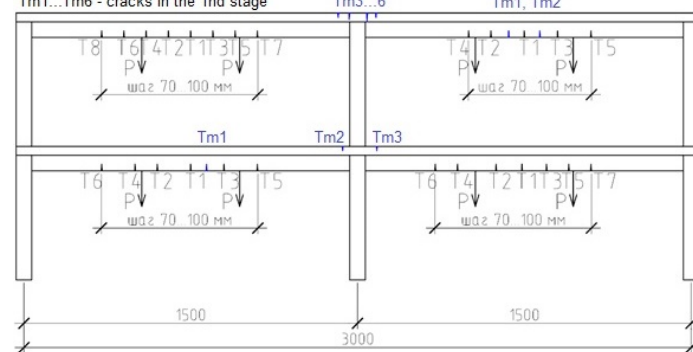 Tm1...Tm6 - cracks in the 1nd stage
Tm3...6
Tm1, Tm2
T8 T6 T4 T2 T1 T3 T5 T7
T4 T2 T1 T3 T5
P P P P
шаг 70 100 мм
шаг 70 100 мм
Tm1 Tm2 Tm3
T6 T4 T2 T1 T3 T5
T6 T4 T2 T1 T3 T5 T7
P P P P
шаг 70 100 мм
шаг 70 100 мм
1500
1500
3000